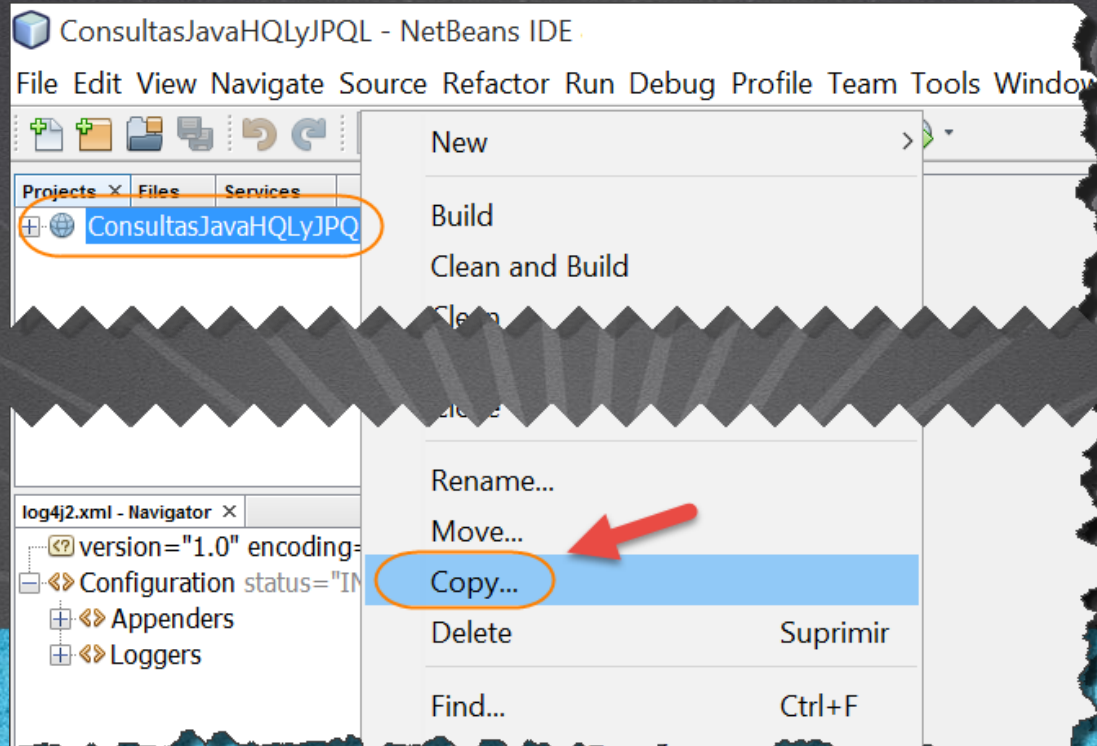 ConsultasJavaHQLyJPQL - NetBeans IDE
File Edit View Navigate Source Refactor Run Debug Profile Team Tools Window
Projects Files Services
ConsultasJavaHQLyJPQ
New
Build
Clean and Build
Clean
Close
Rename...
Move...
Copy...
Delete Suprimir
Find... Ctrl+F
log4j2.xml - Navigator
version="1.0" encoding=
Configuration status="IN
Appenders
Loggers